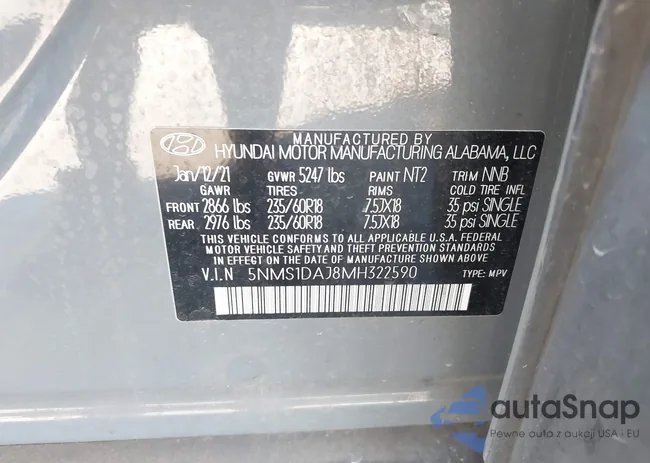 MANUFACTURED BY
HYUNDAI MOTOR MANUFACTURING ALABAMA, LLC
Jan/12/21 GVWR 5247 lbs PAINT NT2 TRIM NNB
GAWR TIRES RIMS COLD TIRE INFL
FRONT 2866 lbs 235/60R18 7.5JX18 35 psi SINGLE
REAR 2976 lbs 235/60R18 7.5JX18 35 psi SINGLE
THIS VEHICLE CONFORMS TO ALL APPLICABLE U.S.A. FEDERAL
MOTOR VEHICLE SAFETY AND THEFT PREVENTION STANDARDS
IN EFFECT ON THE DATE OF MANUFACTURE SHOWN ABOVE
V.I.N 5NMS1DAJ8MH322590 TYPE: MPV
autaSnap
Pewne auta z aukcji USA - EU